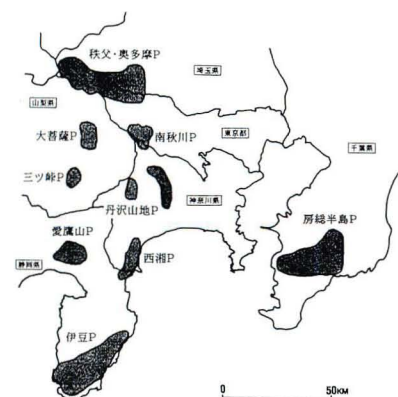 秩父・奥多摩P
埼玉県
山梨県
大菩薩P
南秋川P
東京都
千葉県
三ツ峠P
丹沢山地P
神奈川県
愛鷹山P
西湘P
房総半島P
静岡県
伊豆P
0 50KM